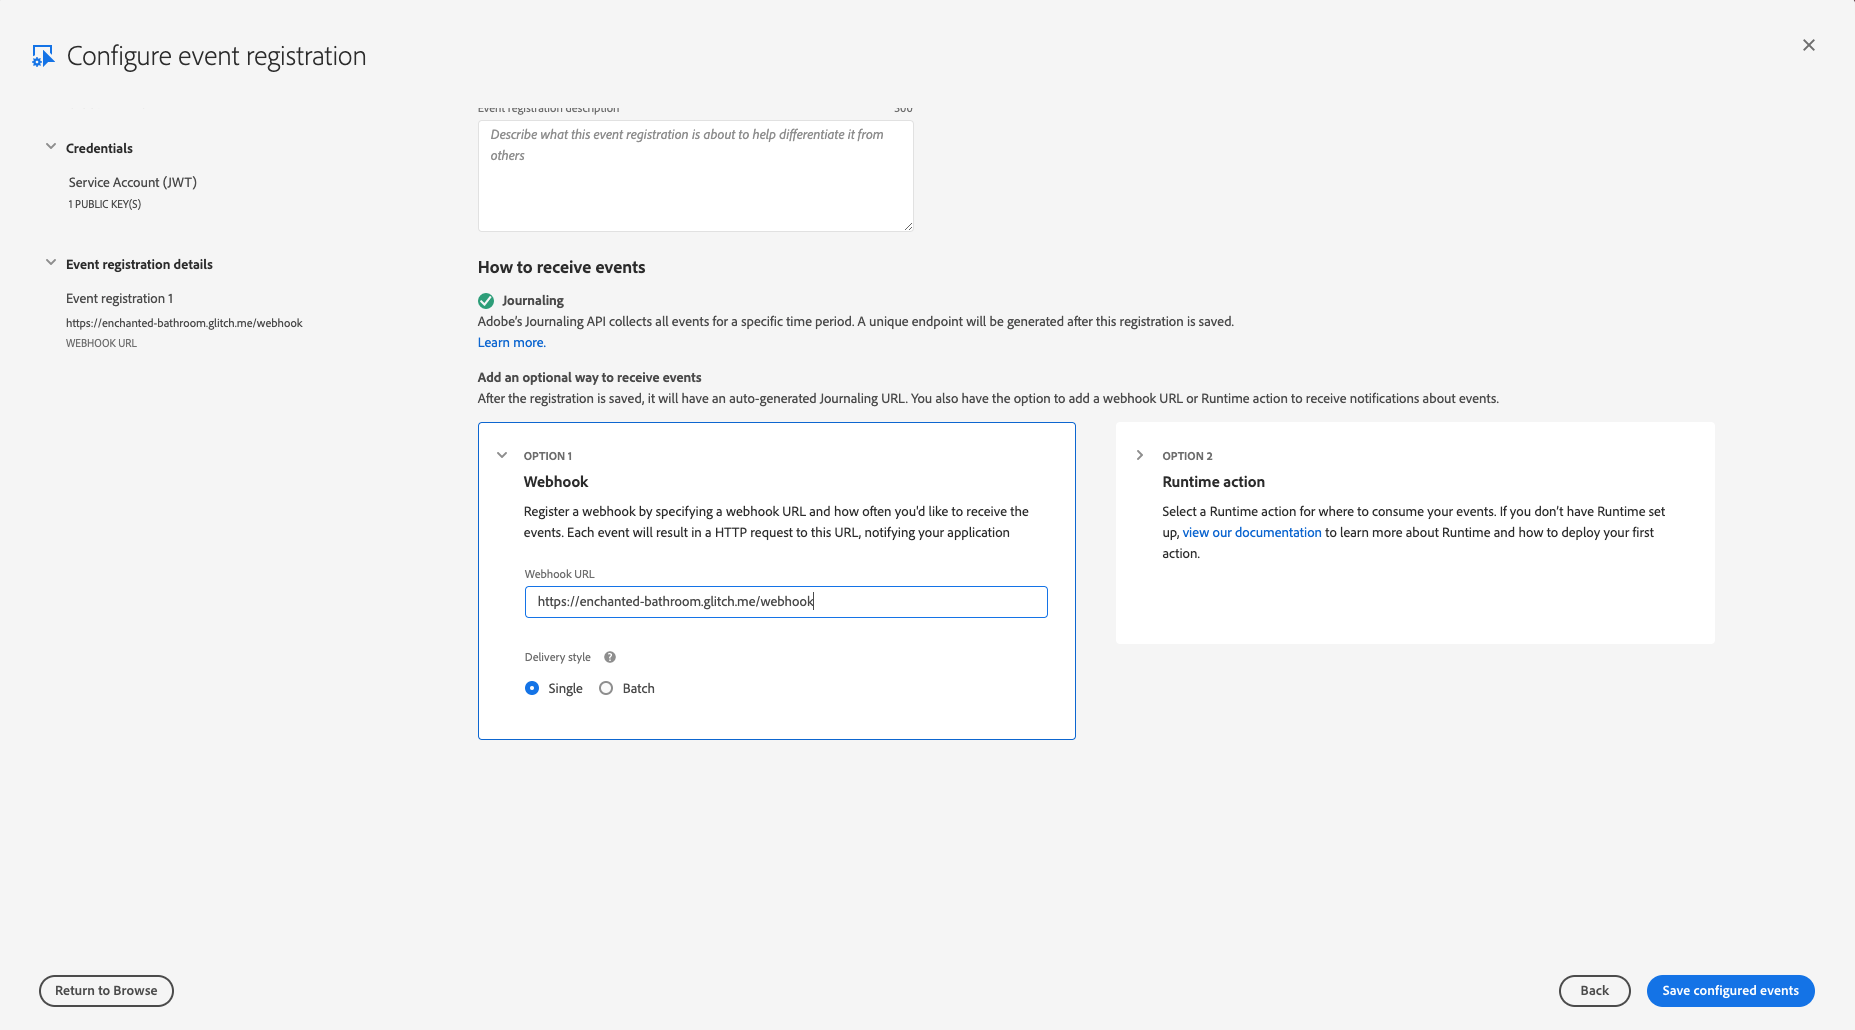 Configure event registration
Credentials
Service Account (JWT)
1 PUBLIC KEY(S)
Event registration details
Event registration 1
https://enchanted-bathroom.glitch.me/webhook
WEBHOOK URL
Event registration description 300
Describe what this event registration is about to help differentiate it from
others
How to receive events
Journaling
Adobe's Journaling API collects all events for a specific time period. A unique endpoint will be generated after this registration is saved.
Learn more.
Add an optional way to receive events
After the registration is saved, it will have an auto-generated Journaling URL. You also have the option to add a webhook URL or Runtime action to receive notifications about events.
OPTION 1
Webhook
Register a webhook by specifying a webhook URL and how often you'd like to receive the
events. Each event will result in a HTTP request to this URL, notifying your application
Webhook URL
https://enchanted-bathroom.glitch.me/webhook
Delivery style ?
Single Batch
OPTION 2
Runtime action
Select a Runtime action for where to consume your events. If you don't have Runtime set
up, view our documentation to learn more about Runtime and how to deploy your first
action.
Return to Browse
Back
Save configured events